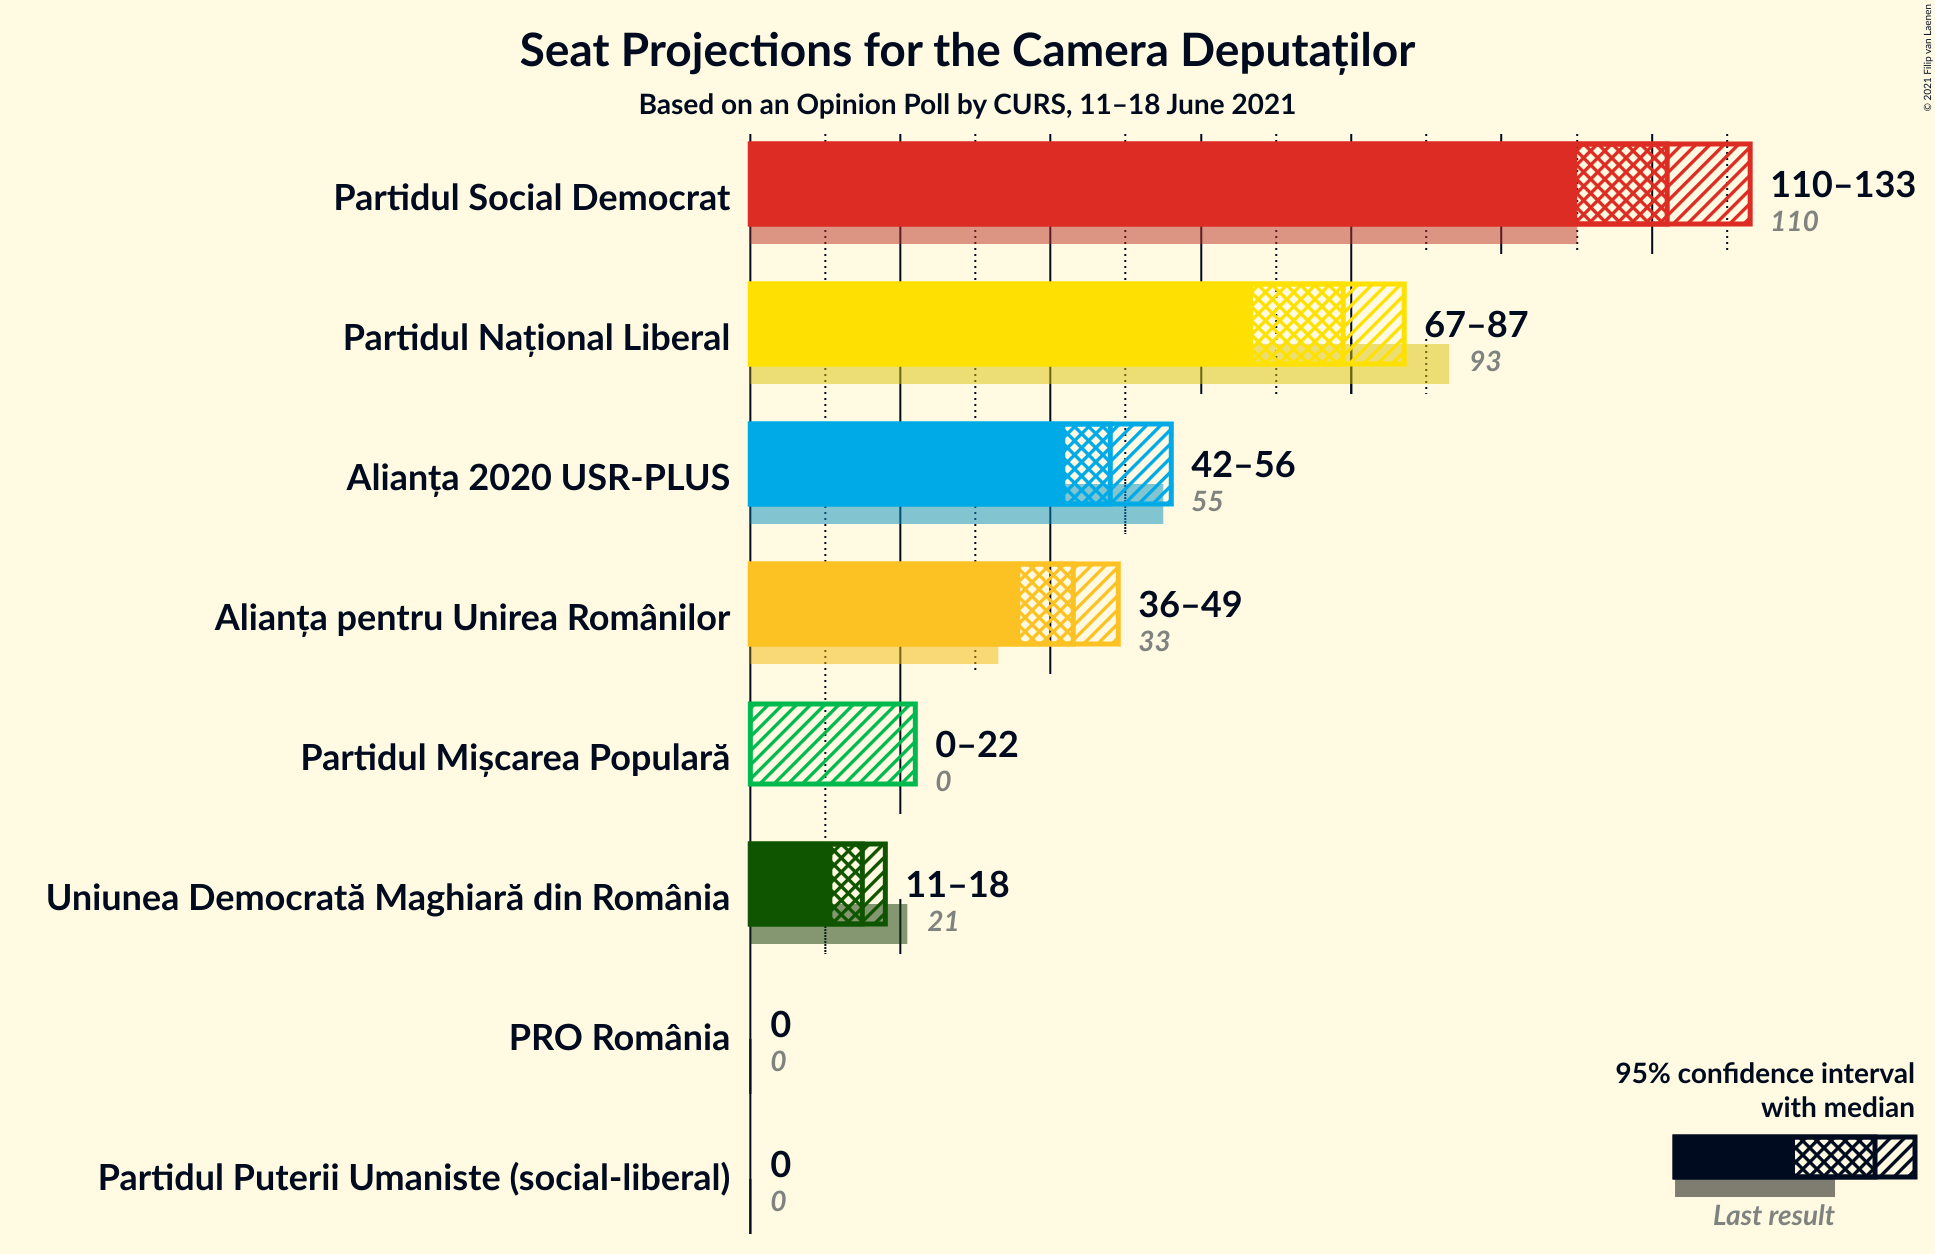 Seat Projections for the Camera Deputaților
Based on an Opinion Poll by CURS, 11–18 June 2021
© 2021 Filip van Laenen
Partidul Social Democrat
110–133
110
Partidul Național Liberal
67–87
93
Alianța 2020 USR-PLUS
42–56
55
Alianța pentru Unirea Românilor
36–49
33
Partidul Mișcarea Populară
0–22
0
Uniunea Democrată Maghiară din România
11–18
21
PRO România
0
0
Partidul Puterii Umaniste (social-liberal)
0
0
95% confidence interval
with median
Last result